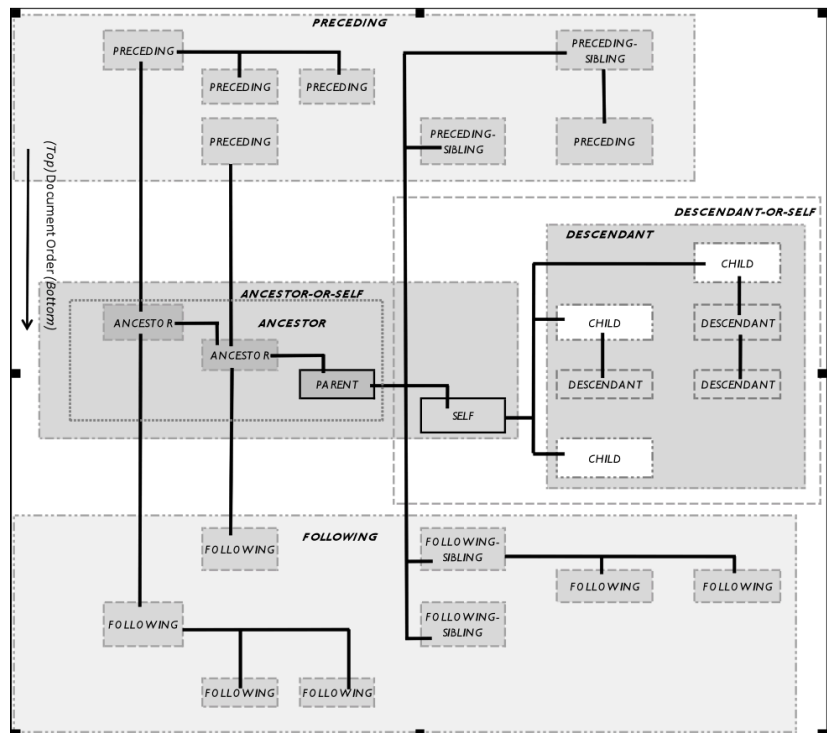 PRECEDING
PRECEDING
PRECEDING-
SIBLING
PRECEDING
PRECEDING
PRECEDING
PRECEDING-
SIBLING
PRECEDING
(Top) Document Order (Bottom)
DESCENDANT-OR-SELF
DESCENDANT
CHILD
ANCESTOR-OR-SELF
ANCESTOR
ANCESTOR
CHILD
DESCENDANT
ANCESTOR
PARENT
DESCENDANT
DESCENDANT
SELF
CHILD
FOLLOWING
FOLLOWING
FOLLOWING-
SIBLING
FOLLOWING
FOLLOWING
FOLLOWING
FOLLOWING-
SIBLING
FOLLOWING
FOLLOWING